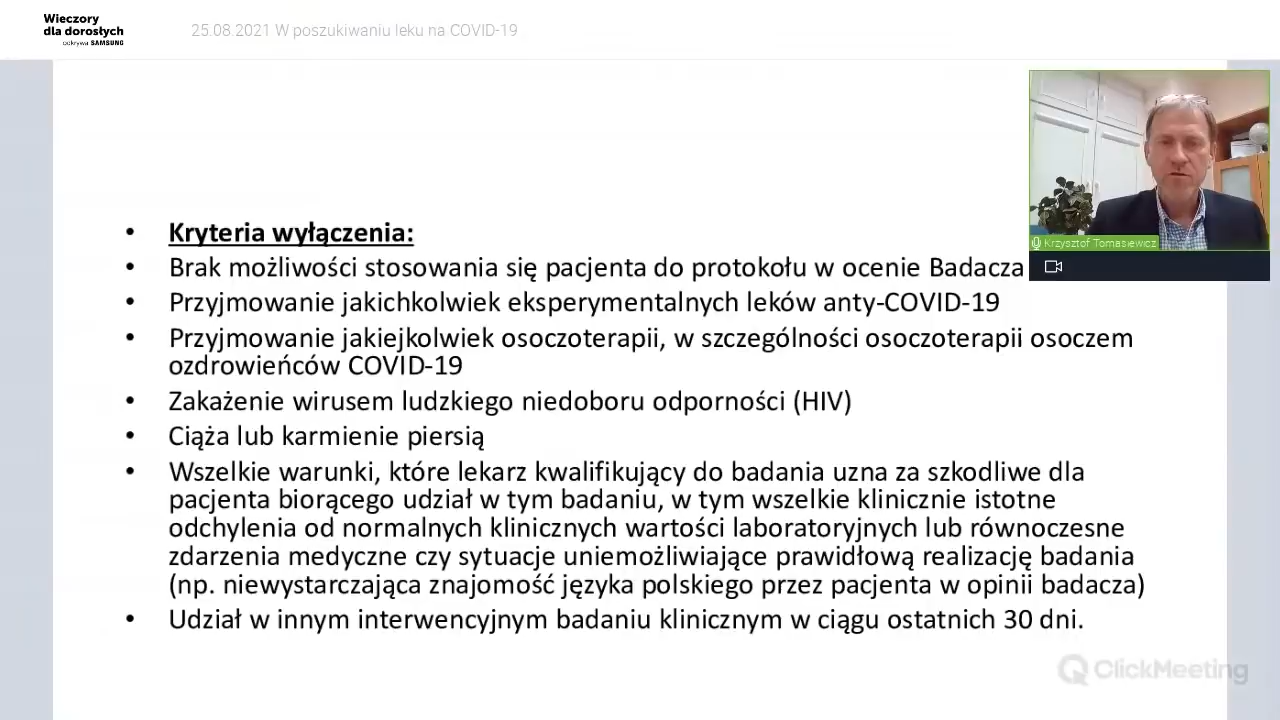 Wieczory
dla dorosłych
odkrywa SAMSUNG
25.08.2021 W poszukiwaniu leku na COVID-19
Krzysztof Tomasiewicz
• Kryteria wyłączenia:
• Brak możliwości stosowania się pacjenta do protokołu w ocenie Badacza
• Przyjmowanie jakichkolwiek eksperymentalnych leków anty-COVID-19
• Przyjmowanie jakiejkolwiek osoczoterapii, w szczególności osoczoterapii osoczem
ozdrowieńców COVID-19
• Zakażenie wirusem ludzkiego niedoboru odporności (HIV)
• Ciąża lub karmienie piersią
• Wszelkie warunki, które lekarz kwalifikujący do badania uzna za szkodliwe dla
pacjenta biorącego udział w tym badaniu, w tym wszelkie klinicznie istotne
odchylenia od normalnych klinicznych wartości laboratoryjnych lub równoczesne
zdarzenia medyczne czy sytuacje uniemożliwiające prawidłową realizację badania
(np. niewystarczająca znajomość języka polskiego przez pacjenta w opinii badacza)
• Udział w innym interwencyjnym badaniu klinicznym w ciągu ostatnich 30 dni.
ClickMeeting